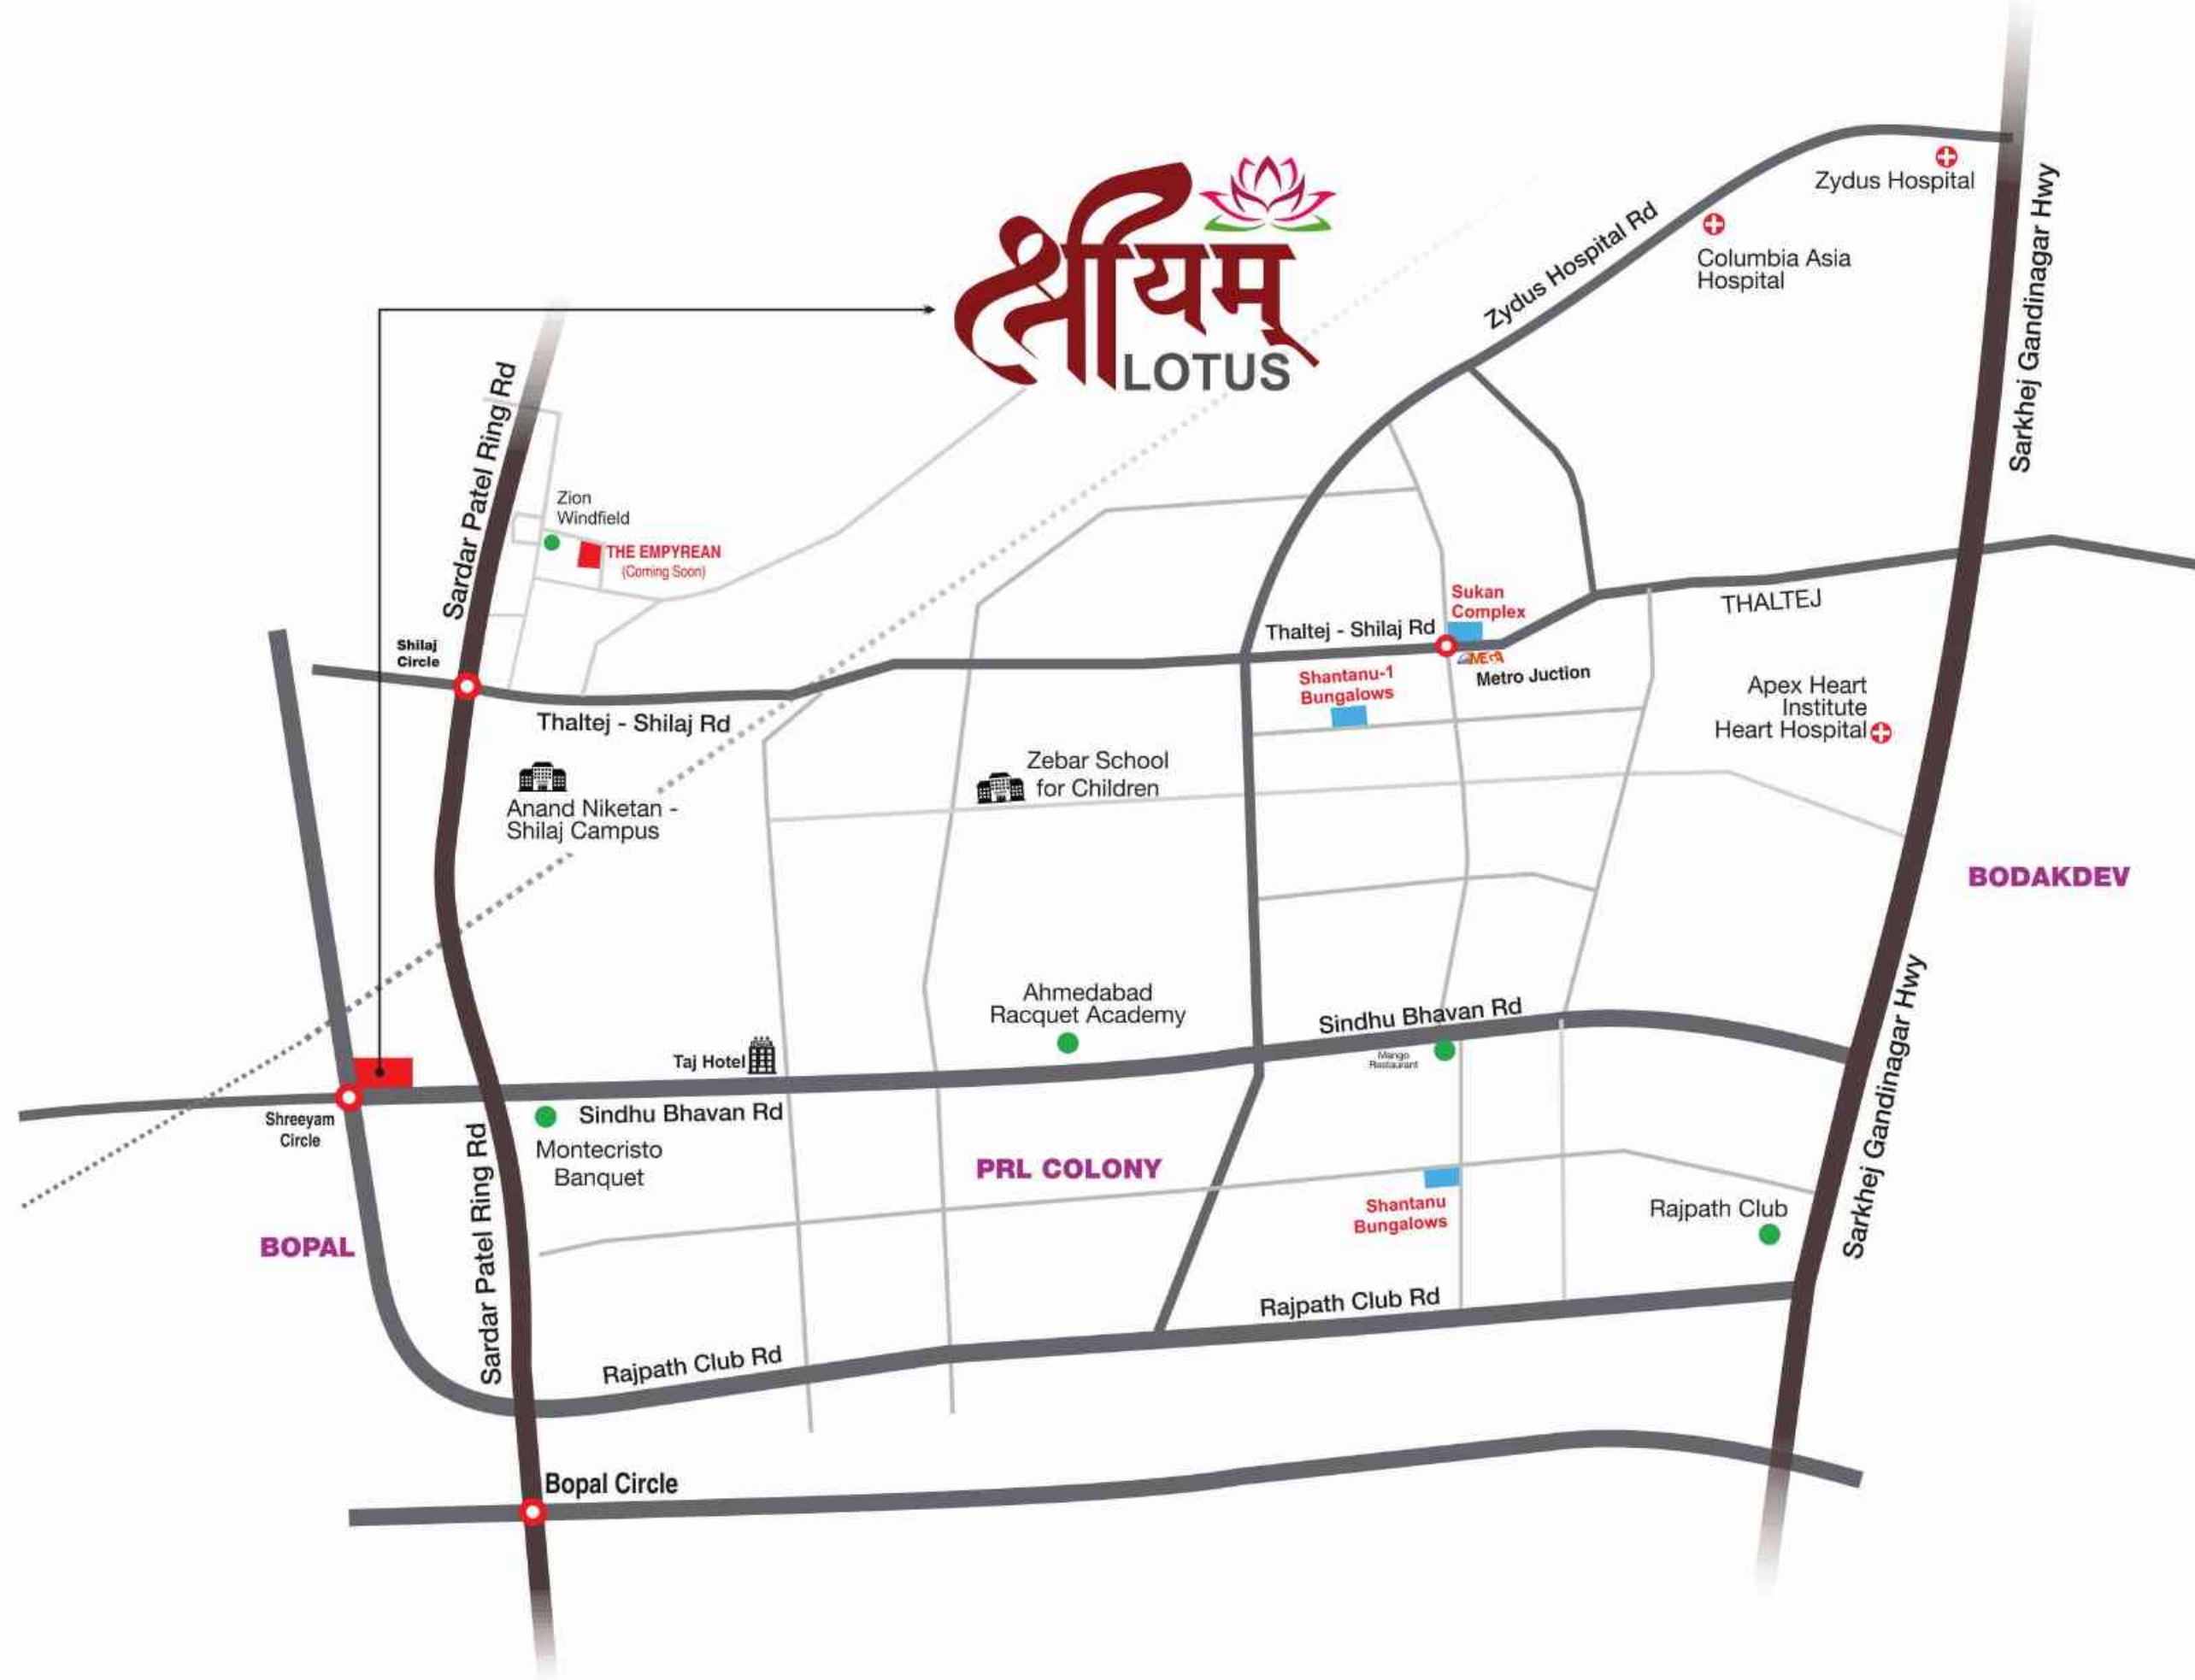 Zydus Hospital
Zydus Hospital Rd
Columbia Asia
Hospital
Sarkhej Gandinagar Hwy
श्रीयम्
LOTUS
Sardar Patel Ring Rd
Zion
Windfield
THE EMPYREAN
(Coming Soon)
Sukan
Complex
THALTEJ
Thaltej - Shilaj Rd
Shilaj
Circle
MEGA
Metro Juction
Shantanu-1
Bungalows
Apex Heart
Institute
Heart Hospital
Thaltej - Shilaj Rd
Zebar School
for Children
Anand Niketan -
Shilaj Campus
BODAKDEV
Ahmedabad
Racquet Academy
Sindhu Bhavan Rd
Sarkhej Gandinagar Hwy
Mango
Restaurant
Taj Hotel
Shreeyam
Circle
Sindhu Bhavan Rd
Montecristo
Banquet
PRL COLONY
Sardar Patel Ring Rd
Shantanu
Bungalows
Rajpath Club
BOPAL
Rajpath Club Rd
Rajpath Club Rd
Bopal Circle